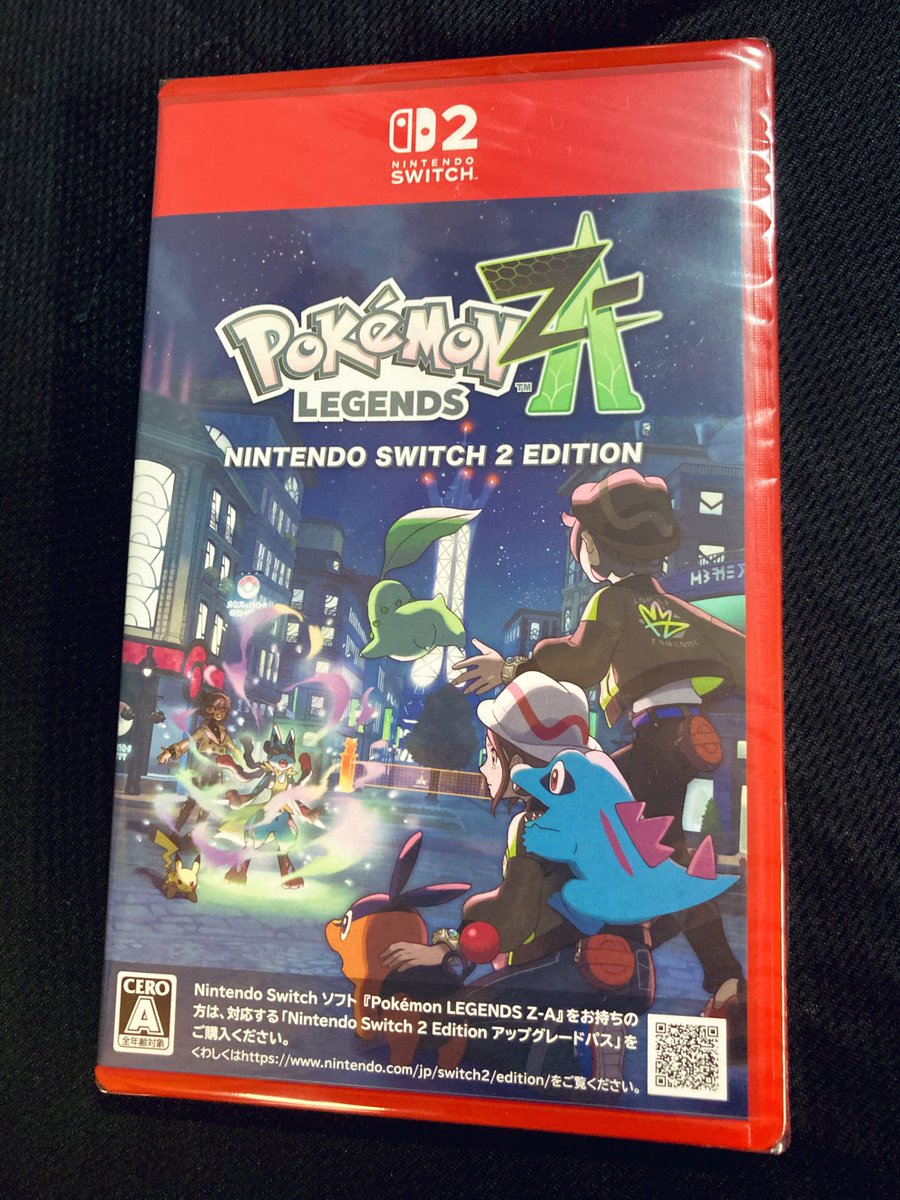 2
NINTENDO
SWITCH™
POKéMON™
LEGENDS
ZA
NINTENDO SWITCH 2 EDITION
CERO
A
全年齢対象
Nintendo Switch ソフト『Pokémon LEGENDS Z-A』をお持ちの
方は、対応する「Nintendo Switch 2 Edition アップグレードパス」を
ご購入ください。
くわしくはhttps://www.nintendo.com/jp/switch2/edition/をご覧ください。